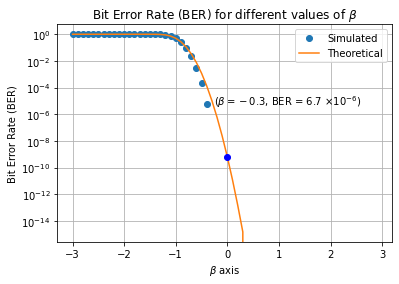 Bit Error Rate (BER) for different values of β
Bit Error Rate (BER)
10⁰
10⁻²
10⁻⁴
10⁻⁶
10⁻⁸
10⁻¹⁰
10⁻¹²
10⁻¹⁴
Simulated
Theoretical
(β = −0.3, BER = 6.7 ×10⁻⁶)
−3 −2 −1 0 1 2 3
β axis